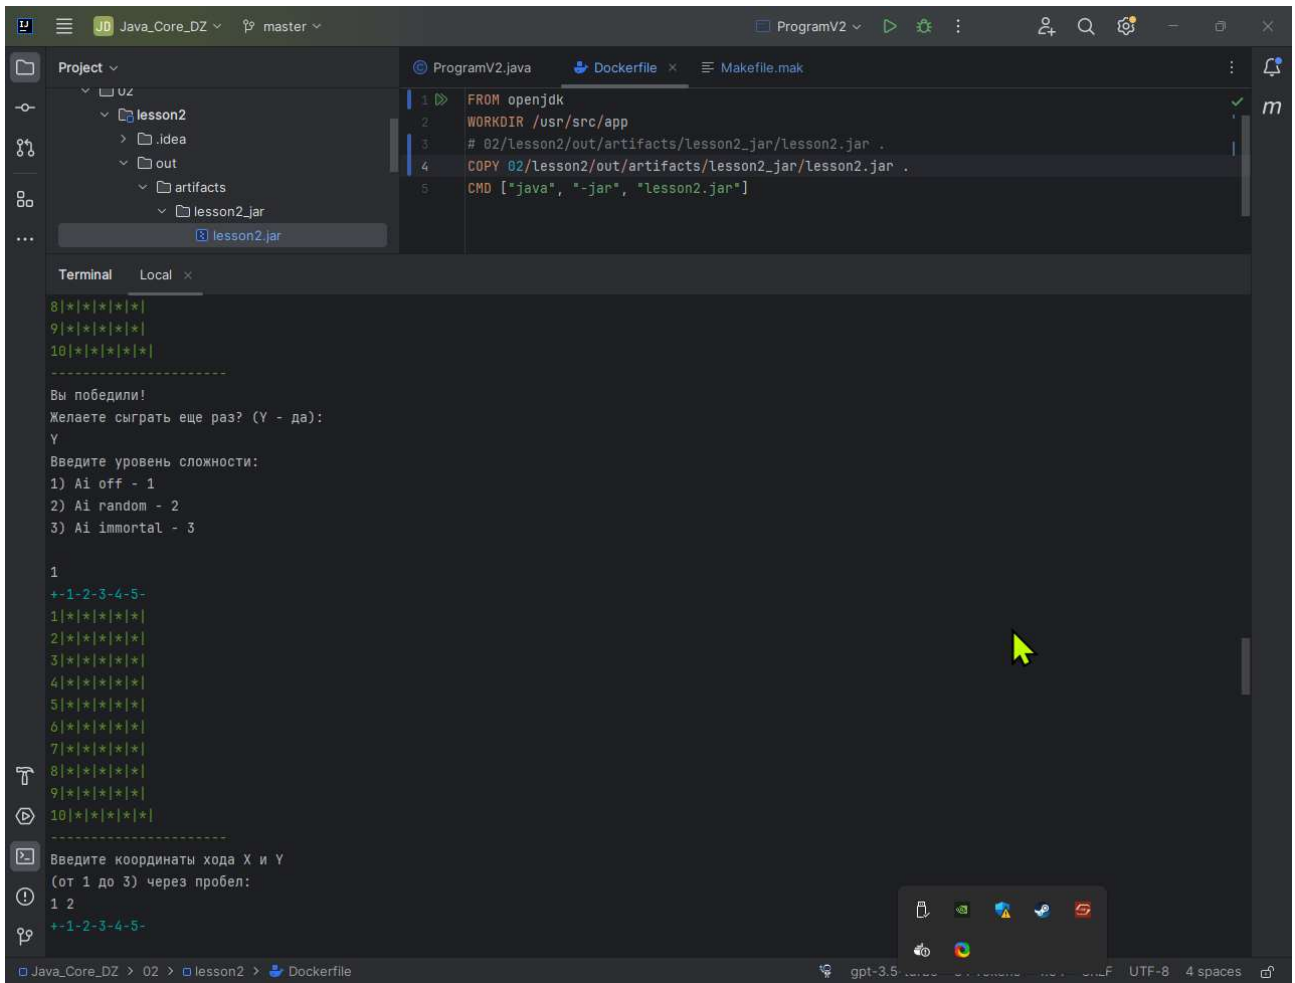 JD Java_Core_DZ master ProgramV2
Project
ProgramV2.java Dockerfile Makefile.mak
02
lesson2
.idea
out
artifacts
lesson2_jar
lesson2.jar
1 FROM openjdk
2 WORKDIR /usr/src/app
3 # 02/lesson2/out/artifacts/lesson2_jar/lesson2.jar .
4 COPY 02/lesson2/out/artifacts/lesson2_jar/lesson2.jar .
5 CMD ["java", "-jar", "lesson2.jar"]
m
Terminal Local
8|*|*|*|*|*|
9|*|*|*|*|*|
10|*|*|*|*|*|
----------------------
Вы победили!
Желаете сыграть еще раз? (Y - да):
Y
Введите уровень сложности:
1) Ai off - 1
2) Ai random - 2
3) Ai immortal - 3
1
+-1-2-3-4-5-
1|*|*|*|*|*|
2|*|*|*|*|*|
3|*|*|*|*|*|
4|*|*|*|*|*|
5|*|*|*|*|*|
6|*|*|*|*|*|
7|*|*|*|*|*|
8|*|*|*|*|*|
9|*|*|*|*|*|
10|*|*|*|*|*|
----------------------
Введите координаты хода X и Y
(от 1 до 3) через пробел:
1 2
+-1-2-3-4-5-
Java_Core_DZ > 02 > lesson2 > Dockerfile
UTF-8 4 spaces